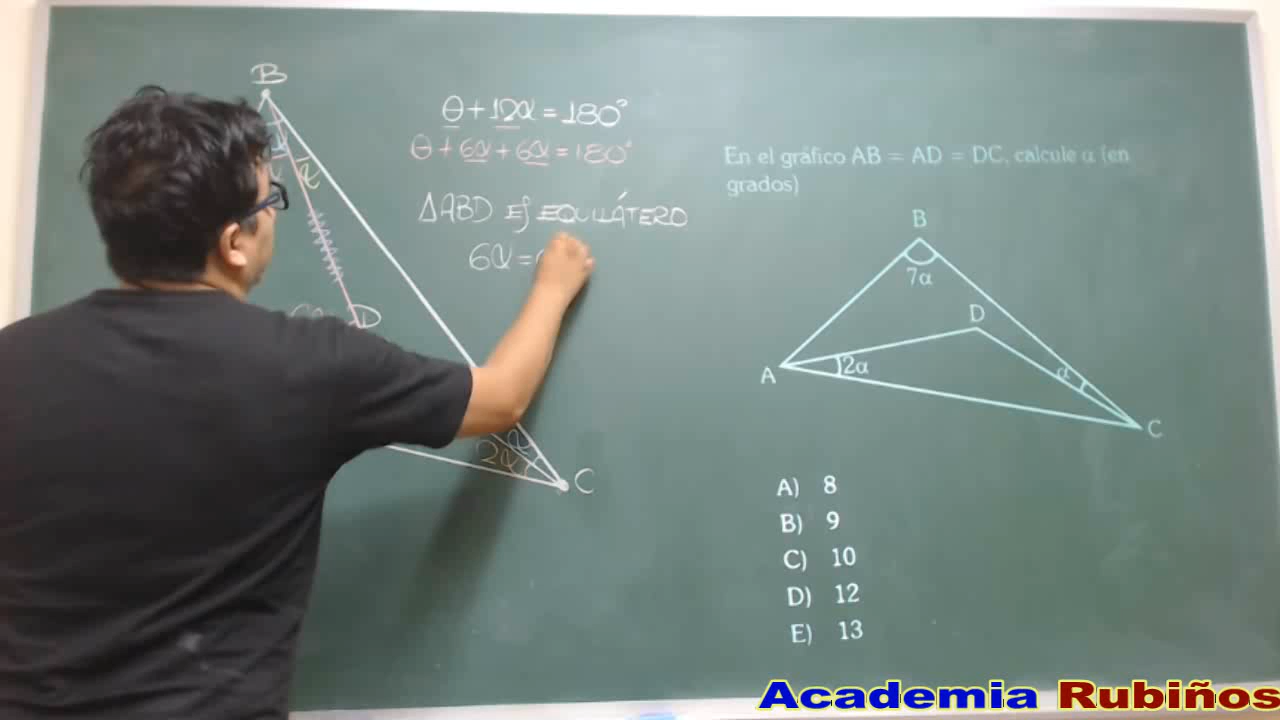 B
θ + 12α = 180°
θ + 6α + 6α = 180°
ΔABD ES EQUILÁTERO
6α =
α
D
α
2α
C
En el gráfico AB = AD = DC, calcule α (en
grados)
B
7α
D
A
2α
α
C
A) 8
B) 9
C) 10
D) 12
E) 13
Academia Rubiños